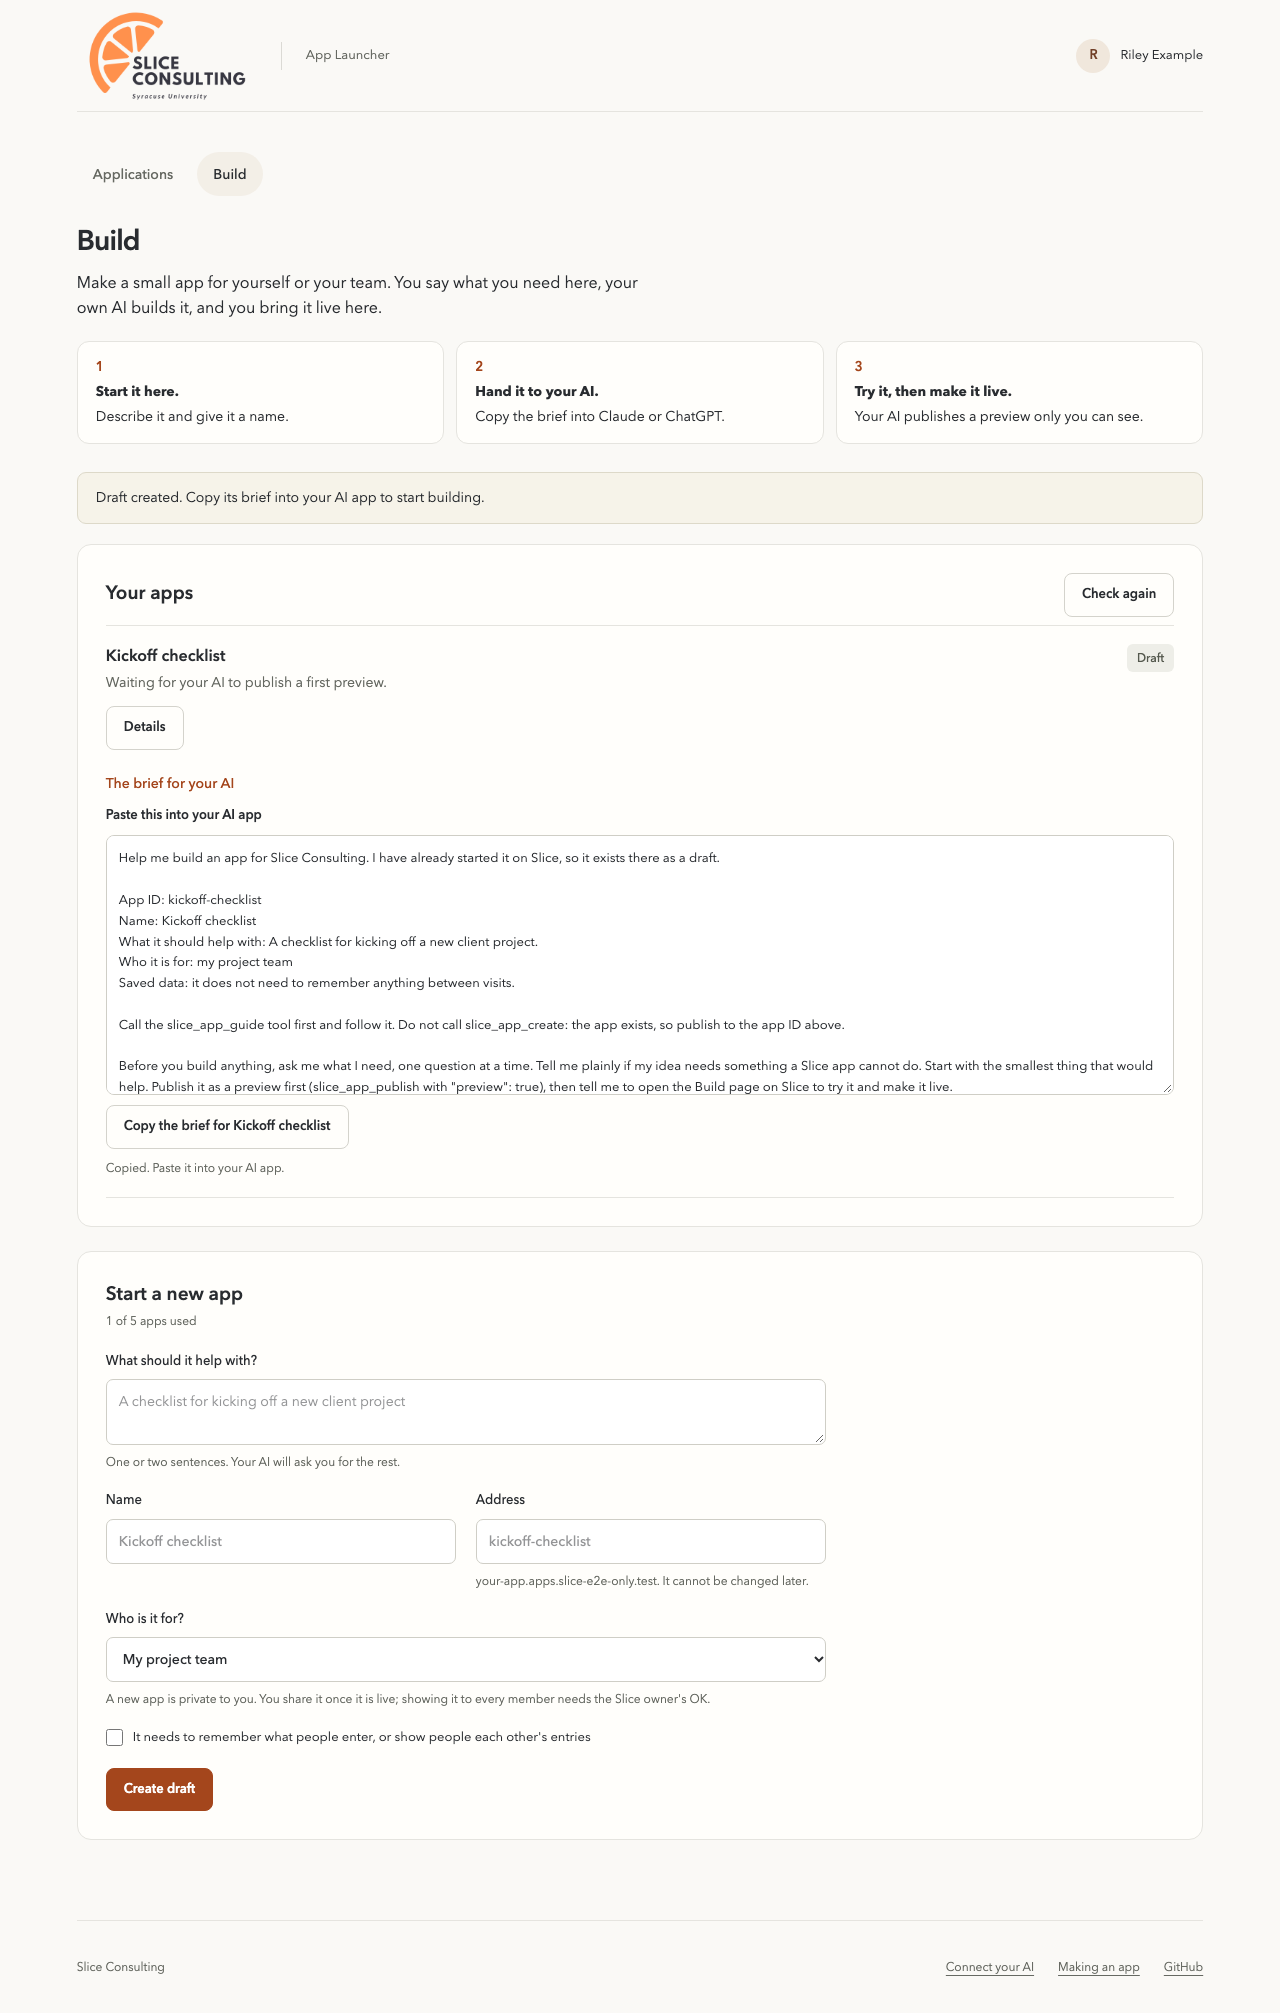 SLICE
CONSULTING
Syracuse University
App Launcher
R
Riley Example
Applications
Build
Build
Make a small app for yourself or your team. You say what you need here, your
own AI builds it, and you bring it live here.
1
Start it here.
Describe it and give it a name.
2
Hand it to your AI.
Copy the brief into Claude or ChatGPT.
3
Try it, then make it live.
Your AI publishes a preview only you can see.
Draft created. Copy its brief into your AI app to start building.
Your apps
Check again
Kickoff checklist
Draft
Waiting for your AI to publish a first preview.
Details
The brief for your AI
Paste this into your AI app
Help me build an app for Slice Consulting. I have already started it on Slice, so it exists there as a draft.
App ID: kickoff-checklist
Name: Kickoff checklist
What it should help with: A checklist for kicking off a new client project.
Who it is for: my project team
Saved data: it does not need to remember anything between visits.
Call the slice_app_guide tool first and follow it. Do not call slice_app_create: the app exists, so publish to the app ID above.
Before you build anything, ask me what I need, one question at a time. Tell me plainly if my idea needs something a Slice app cannot do. Start with the smallest thing that would
help. Publish it as a preview first (slice_app_publish with "preview": true), then tell me to open the Build page on Slice to try it and make it live.
Copy the brief for Kickoff checklist
Copied. Paste it into your AI app.
Start a new app
1 of 5 apps used
What should it help with?
A checklist for kicking off a new client project
One or two sentences. Your AI will ask you for the rest.
Name
Address
Kickoff checklist
kickoff-checklist
your-app.apps.slice-e2e-only.test. It cannot be changed later.
Who is it for?
My project team
A new app is private to you. You share it once it is live; showing it to every member needs the Slice owner's OK.
It needs to remember what people enter, or show people each other's entries
Create draft
Slice Consulting
Connect your AI
Making an app
GitHub